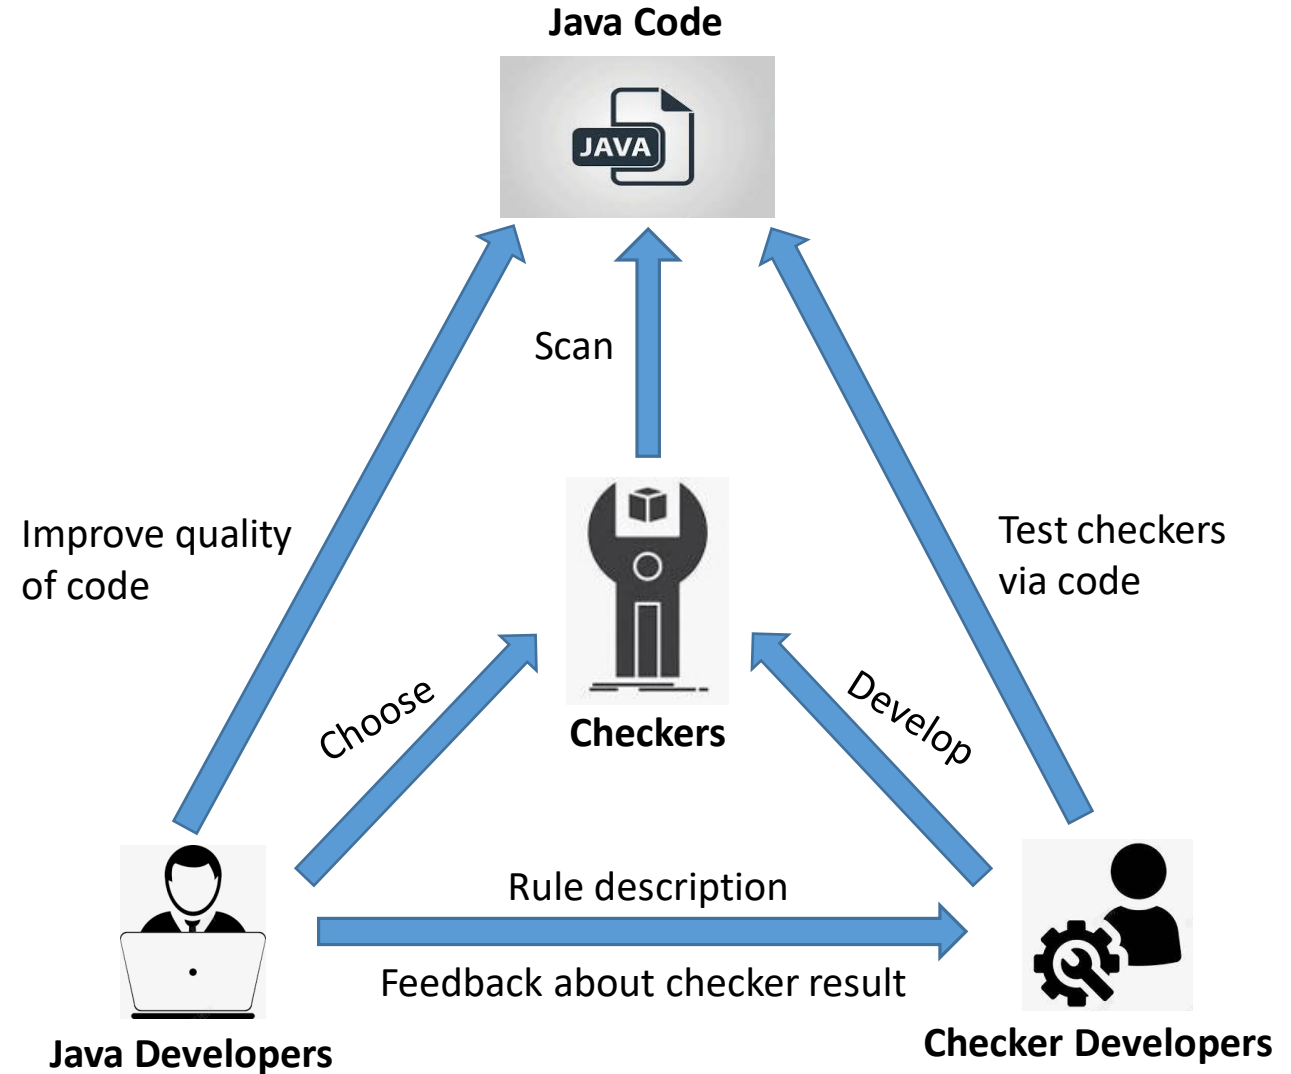 Java Code
JAVA
Scan
Improve quality
of code
Test checkers
via code
Choose
Develop
Checkers
Rule description
Feedback about checker result
Java Developers
Checker Developers